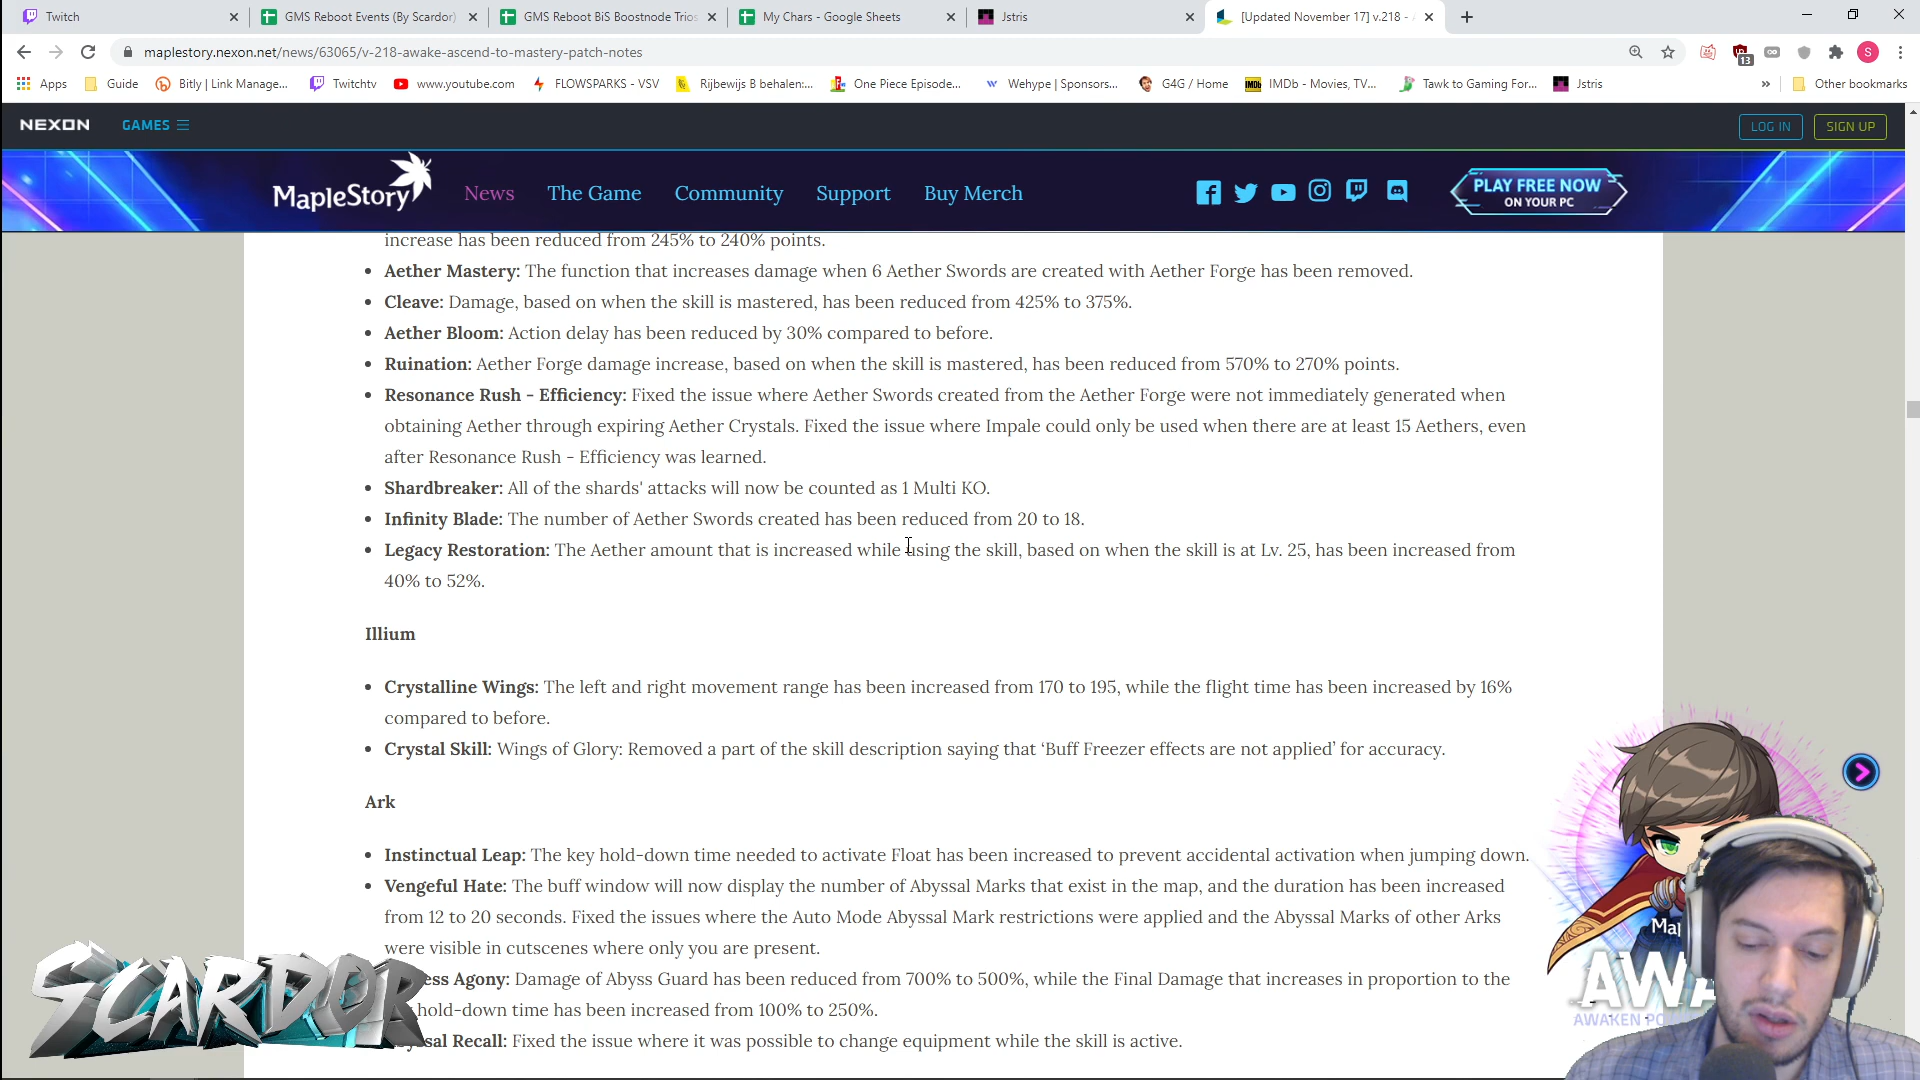 Twitch
GMS Reboot Events (By Scardor)
GMS Reboot BiS Boostnode Trios
My Chars - Google Sheets
Jstris
[Updated November 17] v.218 -
maplestory.nexon.net/news/63065/v-218-awake-ascend-to-mastery-patch-notes
13
S
Apps
Guide
Bitly | Link Manage...
Twitchtv
www.youtube.com
FLOWSPARKS - VSV
Rijbewijs B behalen:...
One Piece Episode...
Wehype | Sponsors...
G4G / Home
IMDb - Movies, TV...
Tawk to Gaming For...
Jstris
»
Other bookmarks
NEXON
GAMES
LOG IN
SIGN UP
MapleStory
News
The Game
Community
Support
Buy Merch
PLAY FREE NOW
ON YOUR PC
increase has been reduced from 245% to 240% points.
• Aether Mastery: The function that increases damage when 6 Aether Swords are created with Aether Forge has been removed.
• Cleave: Damage, based on when the skill is mastered, has been reduced from 425% to 375%.
• Aether Bloom: Action delay has been reduced by 30% compared to before.
• Ruination: Aether Forge damage increase, based on when the skill is mastered, has been reduced from 570% to 270% points.
• Resonance Rush - Efficiency: Fixed the issue where Aether Swords created from the Aether Forge were not immediately generated when
obtaining Aether through expiring Aether Crystals. Fixed the issue where Impale could only be used when there are at least 15 Aethers, even
after Resonance Rush - Efficiency was learned.
• Shardbreaker: All of the shards' attacks will now be counted as 1 Multi KO.
• Infinity Blade: The number of Aether Swords created has been reduced from 20 to 18.
• Legacy Restoration: The Aether amount that is increased while using the skill, based on when the skill is at Lv. 25, has been increased from
40% to 52%.
Illium
• Crystalline Wings: The left and right movement range has been increased from 170 to 195, while the flight time has been increased by 16%
compared to before.
• Crystal Skill: Wings of Glory: Removed a part of the skill description saying that ‘Buff Freezer effects are not applied’ for accuracy.
Ark
• Instinctual Leap: The key hold-down time needed to activate Float has been increased to prevent accidental activation when jumping down.
• Vengeful Hate: The buff window will now display the number of Abyssal Marks that exist in the map, and the duration has been increased
from 12 to 20 seconds. Fixed the issues where the Auto Mode Abyssal Mark restrictions were applied and the Abyssal Marks of other Arks
were visible in cutscenes where only you are present.
ess Agony: Damage of Abyss Guard has been reduced from 700% to 500%, while the Final Damage that increases in proportion to the
hold-down time has been increased from 100% to 250%.
sal Recall: Fixed the issue where it was possible to change equipment while the skill is active.
SCARDOR
Mapl
AWA
AWAKEN PO